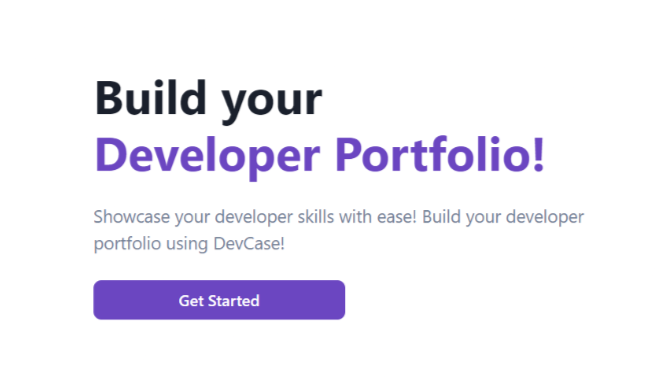 Build your
Developer Portfolio!
Showcase your developer skills with ease! Build your developer
portfolio using DevCase!
Get Started